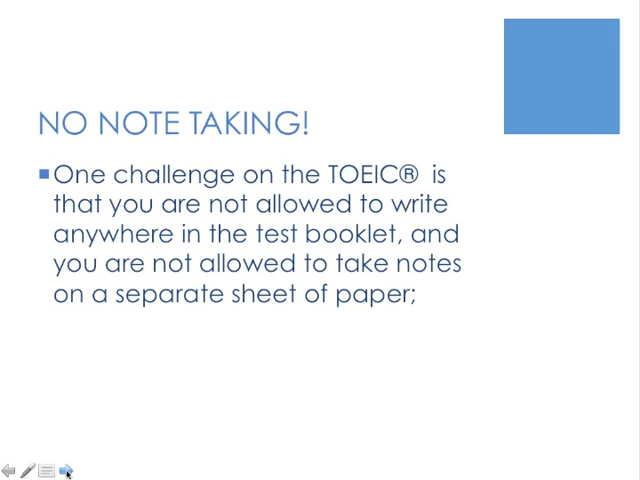 NO NOTE TAKING!
One challenge on the TOEIC® is
that you are not allowed to write
anywhere in the test booklet, and
you are not allowed to take notes
on a separate sheet of paper;